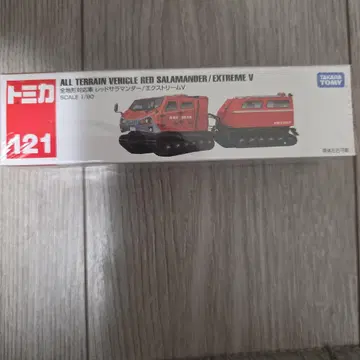 トミカ
121
ALL TERRAIN VEHICLE RED SALAMANDER/EXTREME V
全地形対応車 レッドサラマンダー/エクストリームV
SCALE 1/90
TAKARA
TOMY